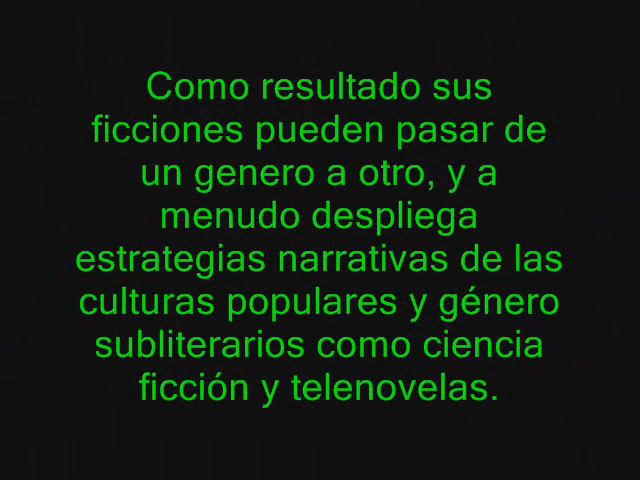 Como resultado sus
ficciones pueden pasar de
un genero a otro, y a
menudo despliega
estrategias narrativas de las
culturas populares y género
subliterarios como ciencia
ficción y telenovelas.